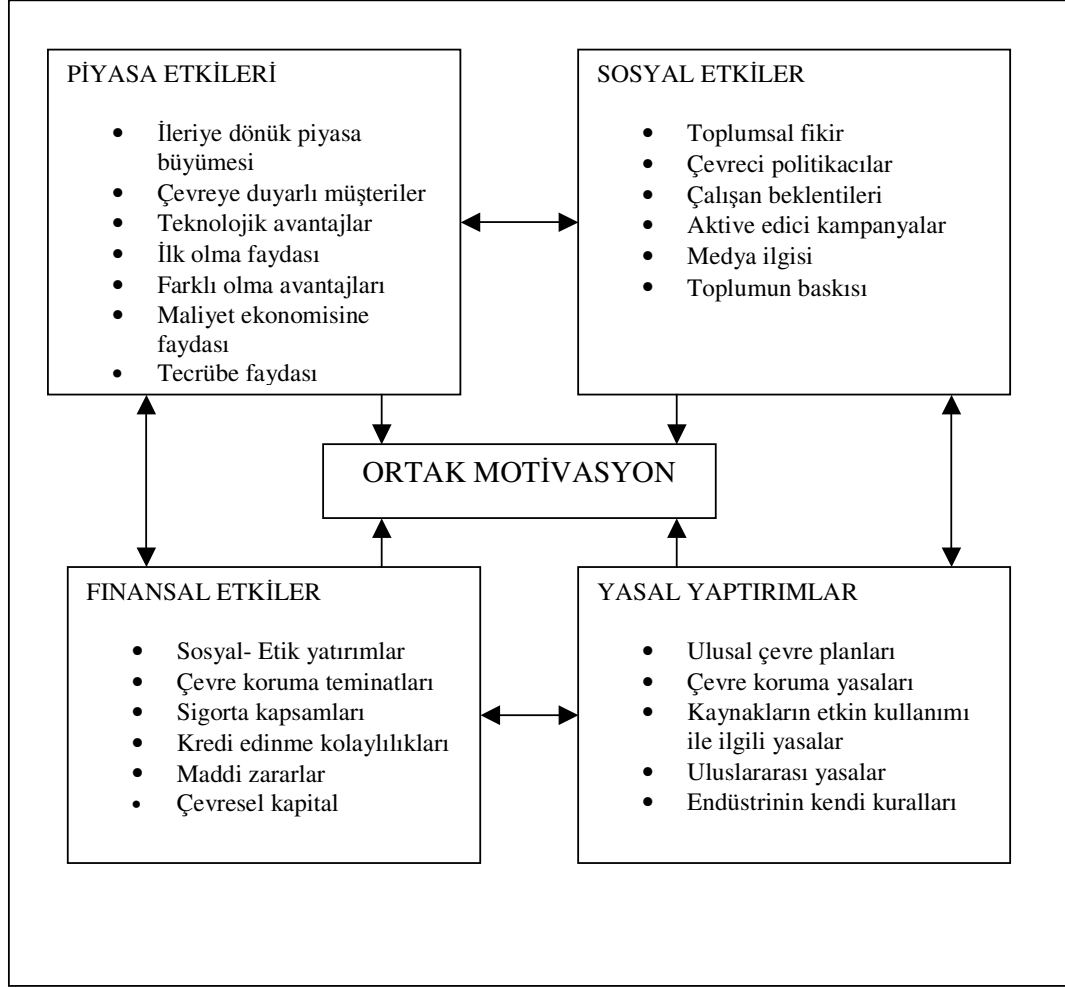 PİYASA ETKİLERİ
• İleriye dönük piyasa
büyümesi
• Çevreye duyarlı müşteriler
• Teknolojik avantajlar
• İlk olma faydası
• Farklı olma avantajları
• Maliyet ekonomisine
faydası
• Tecrübe faydası
SOSYAL ETKİLER
• Toplumsal fikir
• Çevreci politikacılar
• Çalışan beklentileri
• Aktive edici kampanyalar
• Medya ilgisi
• Toplumun baskısı
ORTAK MOTİVASYON
FINANSAL ETKİLER
• Sosyal- Etik yatırımlar
• Çevre koruma teminatları
• Sigorta kapsamları
• Kredi edinme kolaylılıkları
• Maddi zararlar
• Çevresel kapital
YASAL YAPTIRIMLAR
• Ulusal çevre planları
• Çevre koruma yasaları
• Kaynakların etkin kullanımı
ile ilgili yasalar
• Uluslararası yasalar
• Endüstrinin kendi kuralları